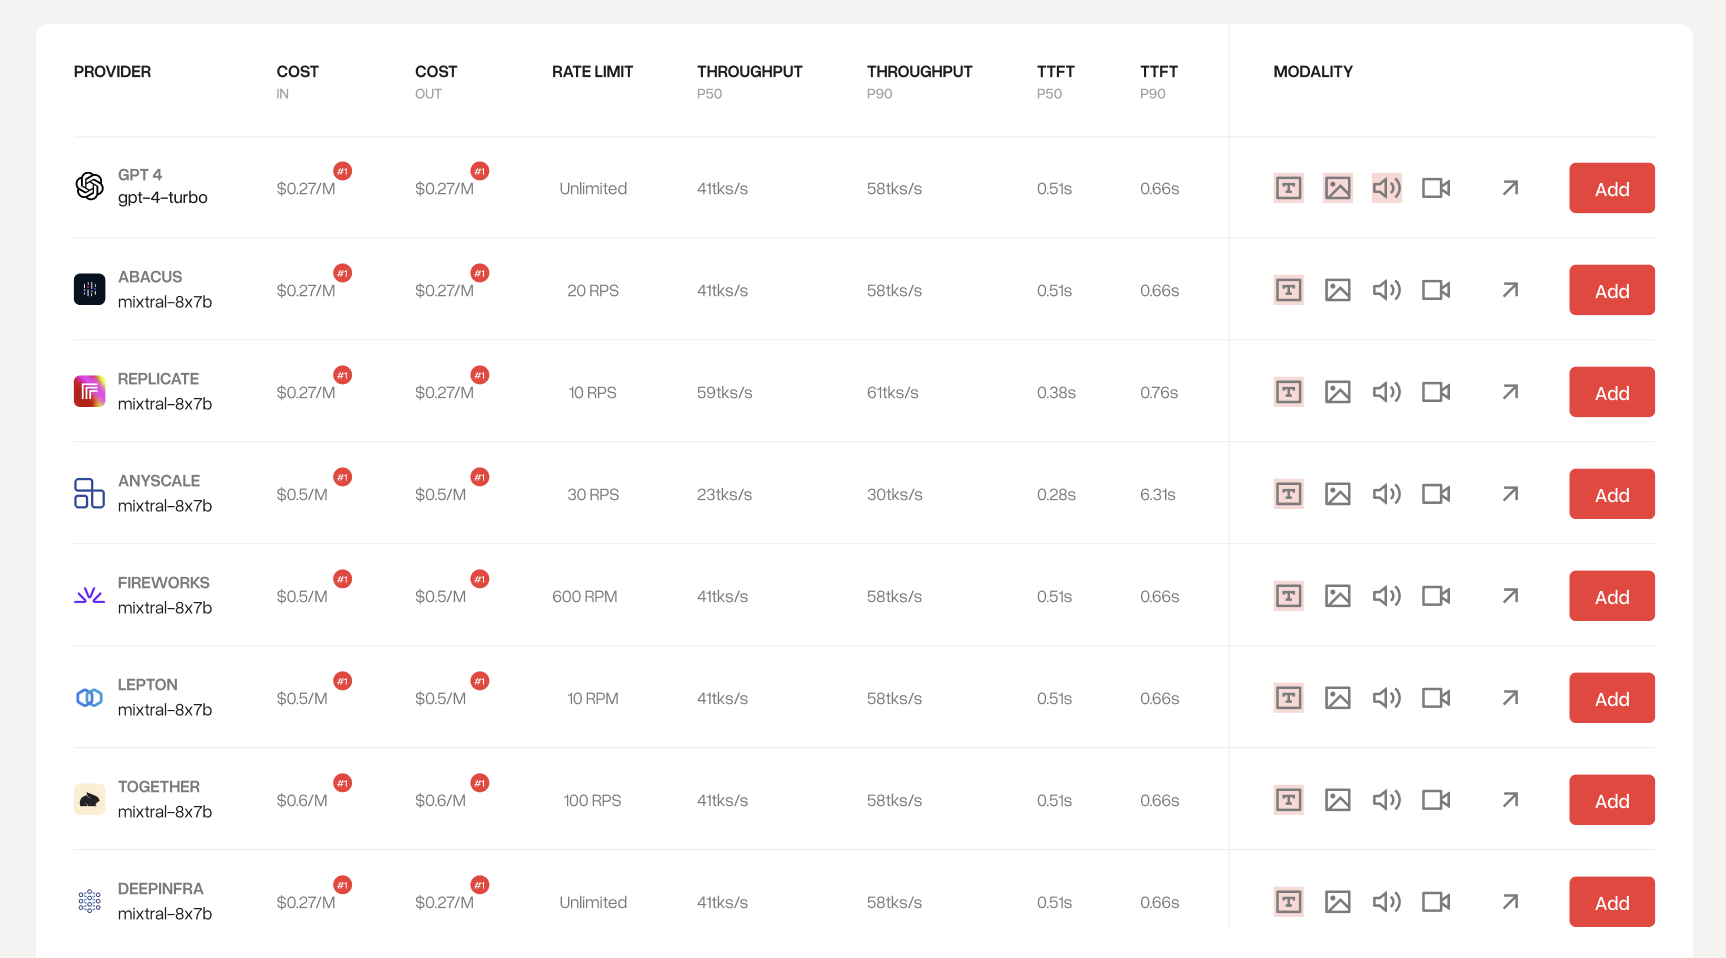 PROVIDER COST COST RATE LIMIT THROUGHPUT THROUGHPUT TTFT TTFT MODALITY
IN OUT P50 P90 P50 P90
GPT 4 #1 #1
gpt-4-turbo $0.27/M $0.27/M Unlimited 41tks/s 58tks/s 0.51s 0.66s T Add
ABACUS #1 #1
mixtral-8x7b $0.27/M $0.27/M 20 RPS 41tks/s 58tks/s 0.51s 0.66s T Add
REPLICATE #1 #1
mixtral-8x7b $0.27/M $0.27/M 10 RPS 59tks/s 61tks/s 0.38s 0.76s T Add
ANYSCALE #1 #1
mixtral-8x7b $0.5/M $0.5/M 30 RPS 23tks/s 30tks/s 0.28s 6.31s T Add
FIREWORKS #1 #1
mixtral-8x7b $0.5/M $0.5/M 600 RPM 41tks/s 58tks/s 0.51s 0.66s T Add
LEPTON #1 #1
mixtral-8x7b $0.5/M $0.5/M 10 RPM 41tks/s 58tks/s 0.51s 0.66s T Add
TOGETHER #1 #1
mixtral-8x7b $0.6/M $0.6/M 100 RPS 41tks/s 58tks/s 0.51s 0.66s T Add
DEEPINFRA #1 #1
mixtral-8x7b $0.27/M $0.27/M Unlimited 41tks/s 58tks/s 0.51s 0.66s T Add